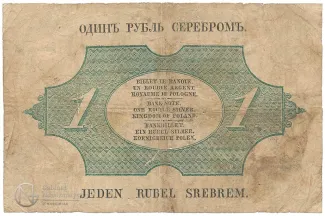 ОДИНЪ РУБЛЬ СЕРЕБРОМЪ.
BILLET DE BANQUE
UN ROUBLE ARGENT
ROYAUME DE POLOGNE.
BANK-NOTE.
ONE RUBLE SILVER
KINGDOM OF POLAND
BANKBILLET.
EIN RUBEL SILBER
KOENIGREICH POLEN.
1 1
JEDEN RUBEL SREBREM.